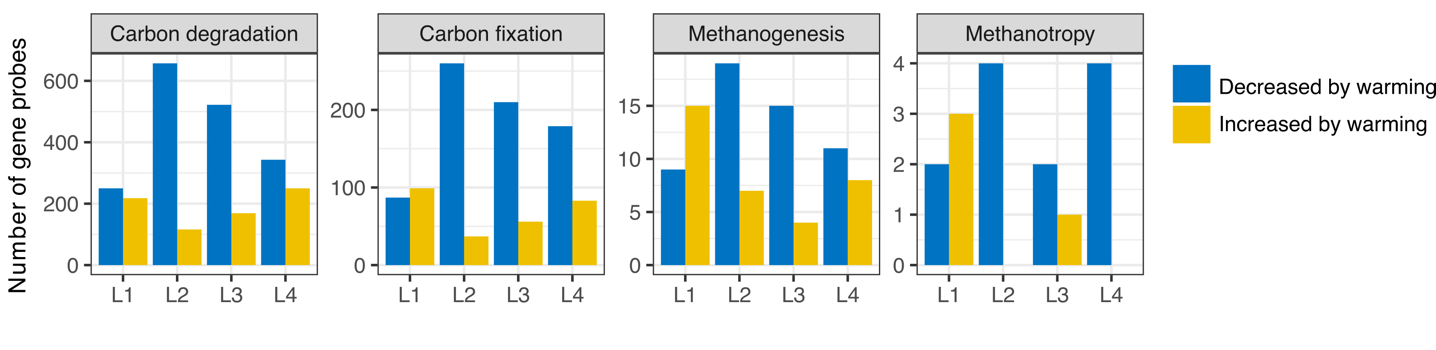 Number of gene probes
Carbon degradation
600
400
200
0
L1 L2 L3 L4
Carbon fixation
200
100
0
L1 L2 L3 L4
Methanogenesis
15
10
5
0
L1 L2 L3 L4
Methanotropy
4
3
2
1
0
L1 L2 L3 L4
Decreased by warming
Increased by warming